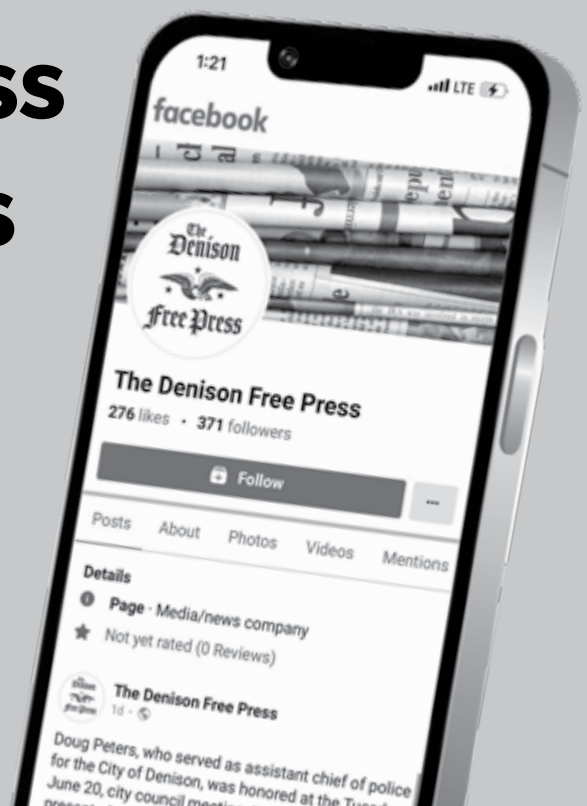 ss
s
1:21
LTE
facebook
The
Denison
Free Press
The Denison Free Press
276 likes • 371 followers
Follow
Posts About Photos Videos Mentions
Details
Page · Media/news company
Not yet rated (0 Reviews)
The Denison Free Press
1d ·
Doug Peters, who served as assistant chief of police
for the City of Denison, was honored at the
June 20, city council